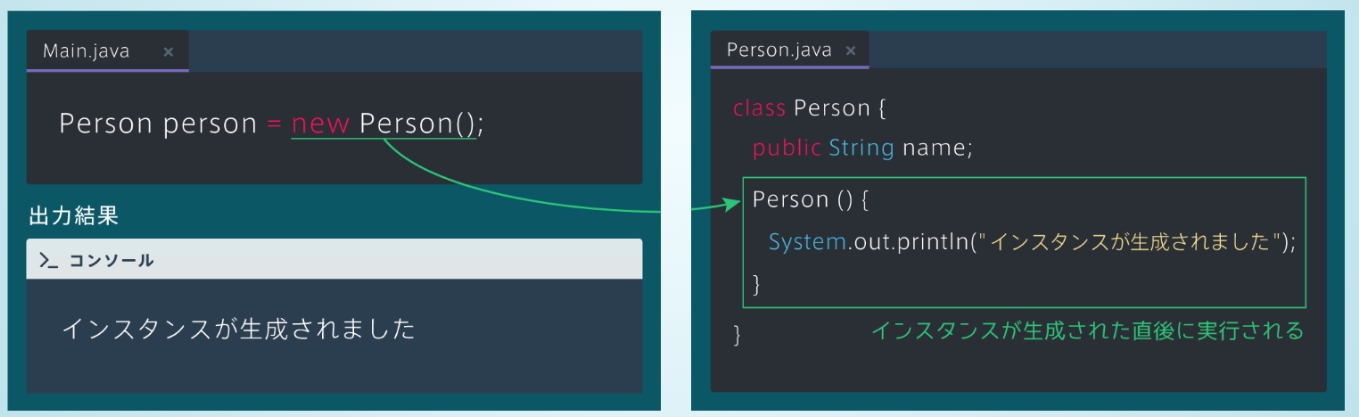 Main.java ×
Person person = new Person();
出力結果
>_ コンソール
インスタンスが生成されました
Person.java ×
class Person {
public String name;
Person () {
System.out.println("インスタンスが生成されました");
}
}
インスタンスが生成された直後に実行される